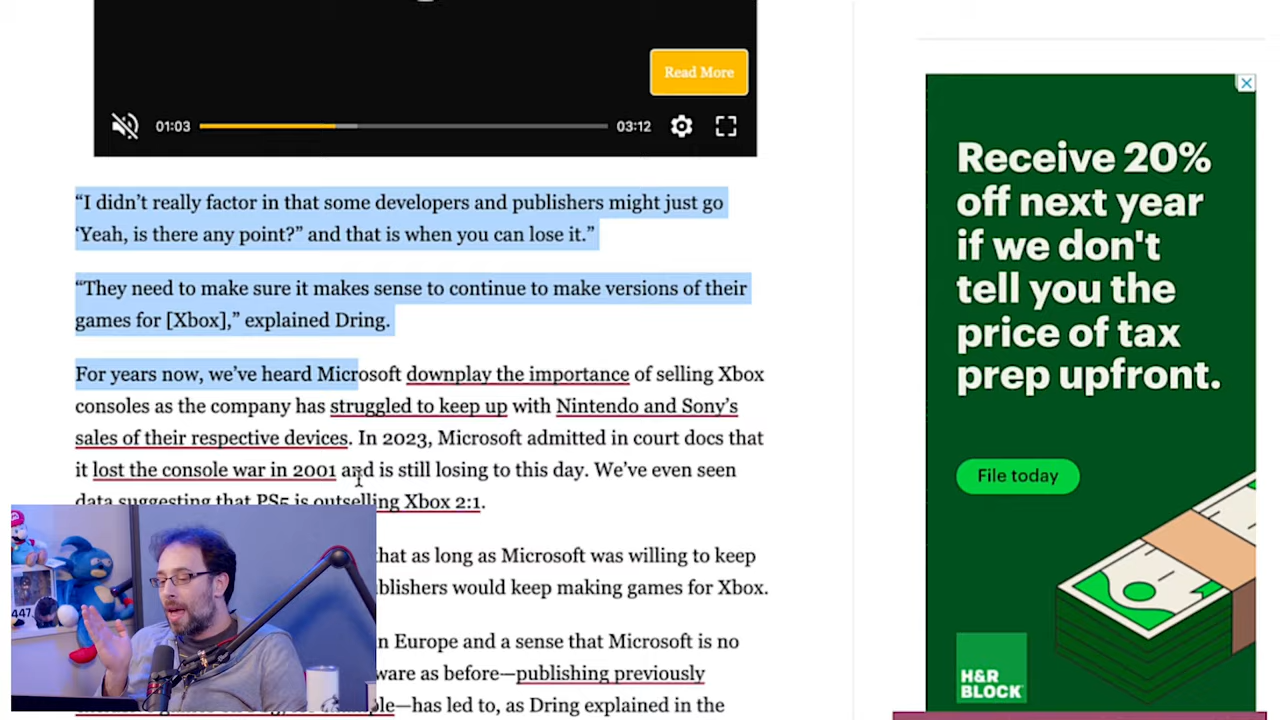 Read More
01:03
03:12
“I didn’t really factor in that some developers and publishers might just go
‘Yeah, is there any point?” and that is when you can lose it.”
“They need to make sure it makes sense to continue to make versions of their
games for [Xbox],” explained Dring.
For years now, we’ve heard Microsoft downplay the importance of selling Xbox
consoles as the company has struggled to keep up with Nintendo and Sony’s
sales of their respective devices. In 2023, Microsoft admitted in court docs that
it lost the console war in 2001 and is still losing to this day. We’ve even seen
data suggesting that PS5 is outselling Xbox 2:1.
that as long as Microsoft was willing to keep
blishers would keep making games for Xbox.
n Europe and a sense that Microsoft is no
ware as before—publishing previously
ple—has led to, as Dring explained in the
447
Receive 20%
off next year
if we don't
tell you the
price of tax
prep upfront.
File today
H&R
BLOCK